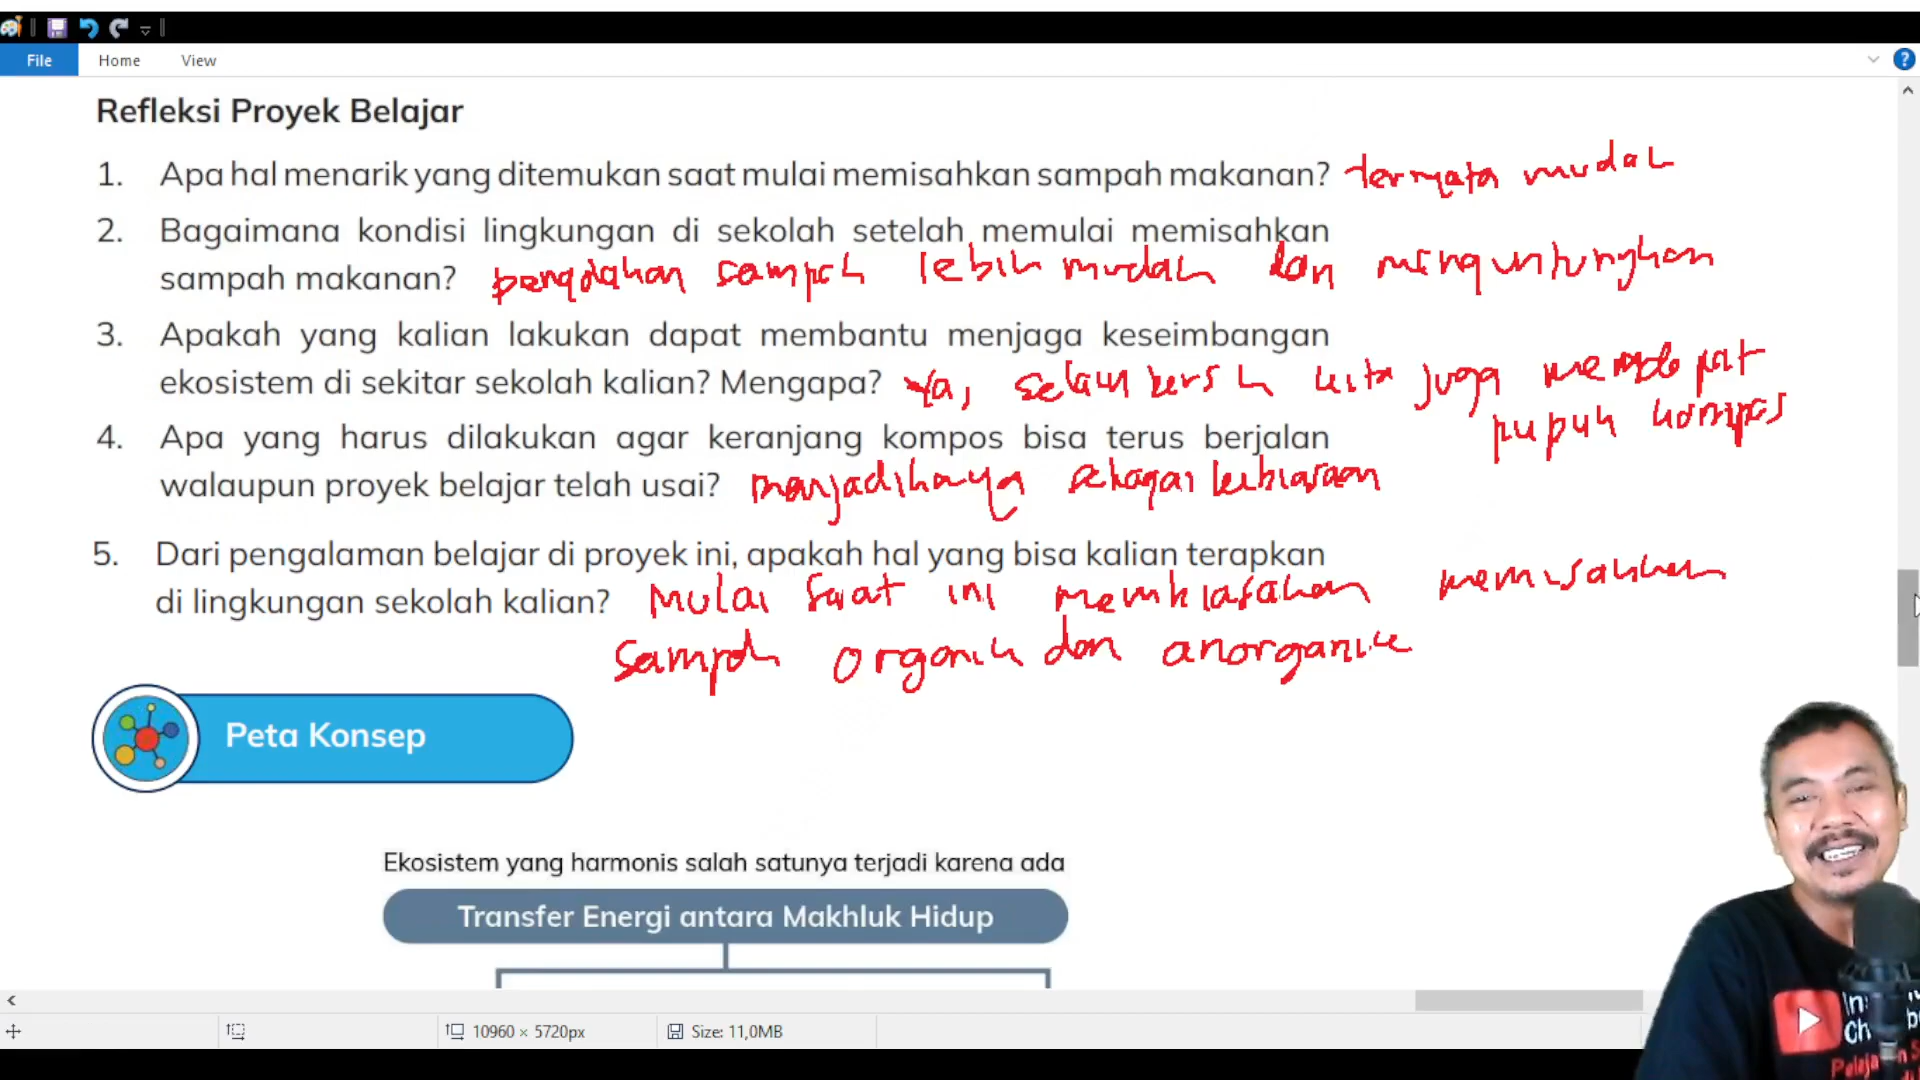 File Home View
Refleksi Proyek Belajar
1. Apa hal menarik yang ditemukan saat mulai memisahkan sampah makanan? ternyata mudah
2. Bagaimana kondisi lingkungan di sekolah setelah memulai memisahkan
sampah makanan? pengolahan sampah lebih mudah dan menguntungkan
3. Apakah yang kalian lakukan dapat membantu menjaga keseimbangan
ekosistem di sekitar sekolah kalian? Mengapa? Ya, selain bersih kita juga mendapat
pupuk kompos
4. Apa yang harus dilakukan agar keranjang kompos bisa terus berjalan
walaupun proyek belajar telah usai? menjadikanya sebagai kebiasaan
5. Dari pengalaman belajar di proyek ini, apakah hal yang bisa kalian terapkan
di lingkungan sekolah kalian? Mulai saat ini membiasakan memisahkan
sampah organik dan anorganik
Peta Konsep
Ekosistem yang harmonis salah satunya terjadi karena ada
Transfer Energi antara Makhluk Hidup
10960 × 5720px
Size: 11,0MB